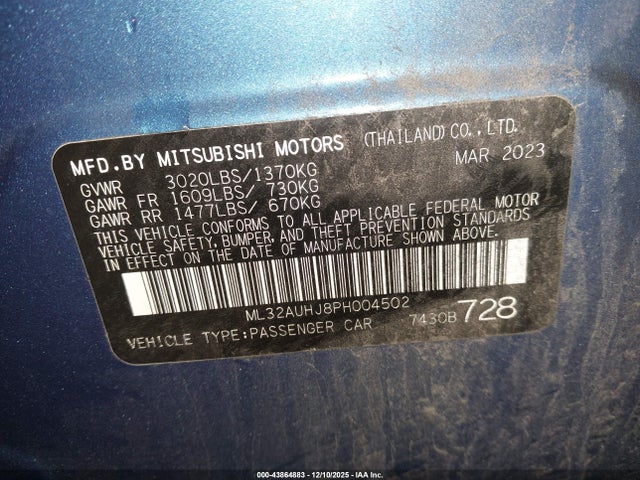 MFD. BY MITSUBISHI MOTORS (THAILAND) CO., LTD.
MAR 2023
GVWR 3020LBS/1370KG
GAWR FR 1609LBS/ 730KG
GAWR RR 1477LBS/ 670KG
THIS VEHICLE CONFORMS TO ALL APPLICABLE FEDERAL MOTOR
VEHICLE SAFETY, BUMPER, AND THEFT PREVENTION STANDARDS
IN EFFECT ON THE DATE OF MANUFACTURE SHOWN ABOVE.
ML32AUHJ8PH004502
VEHICLE TYPE:PASSENGER CAR 7430B 728
000-43864883 - 12/10/2025 - IAA Inc.